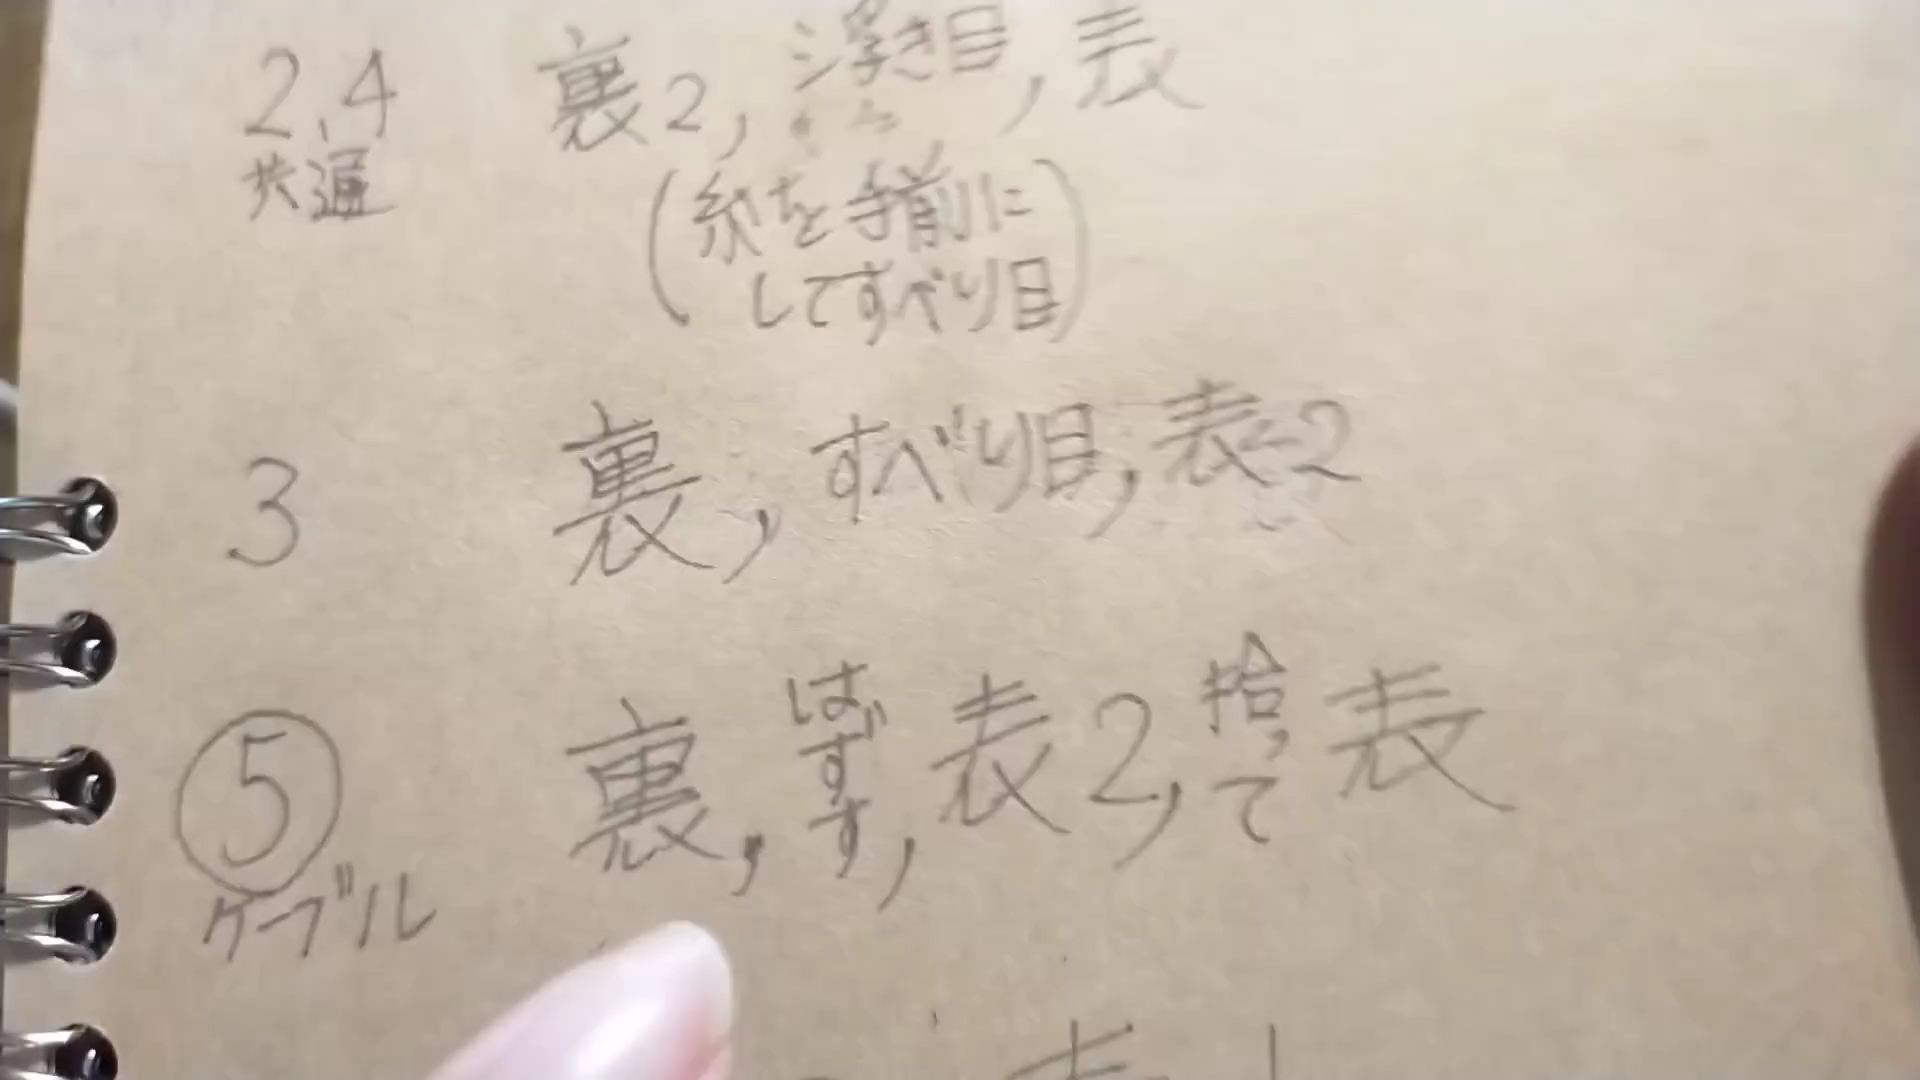 2,4 裏2, 浮き目, 表
共通
(糸を手前に
してすべり目)
3 裏, すべり目, 表2
⑤ 裏, はずす, 表2, 拾って表
ケーブル
表